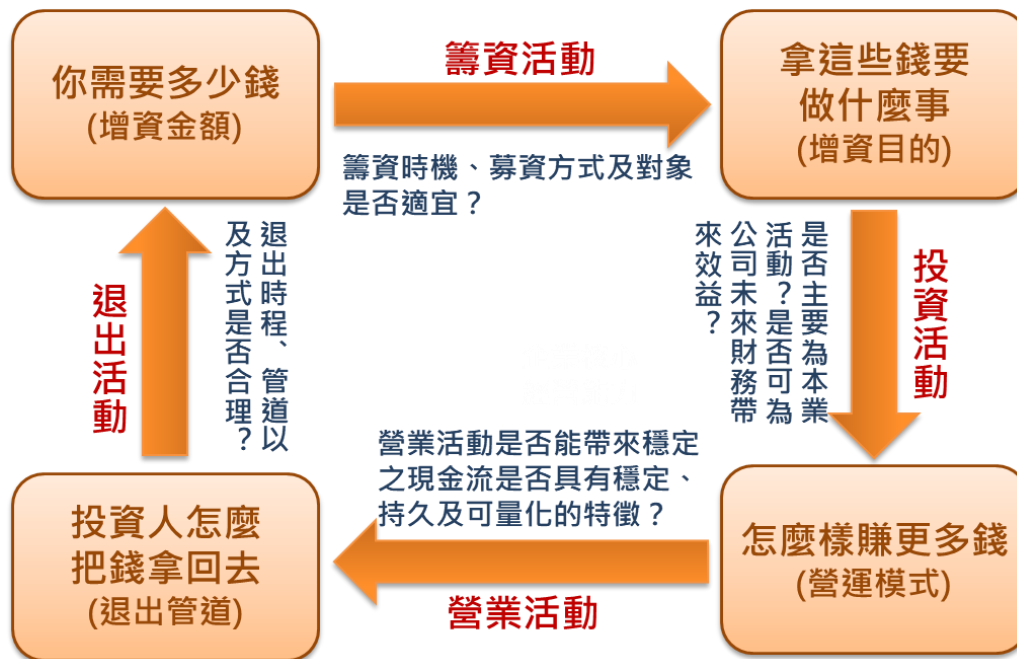 你需要多少錢
(增資金額)
籌資活動
籌資時機、募資方式及對象
是否適宜？
拿這些錢要
做什麼事
(增資目的)
投資活動
是否主要為本業
活動？是否可為
公司未來財務帶
來效益？
怎麼樣賺更多錢
(營運模式)
營業活動是否能帶來穩定
之現金流是否具有穩定、
持久及可量化的特徵？
營業活動
投資人怎麼
把錢拿回去
(退出管道)
退出活動
退出時程、管道以
及方式是否合理？